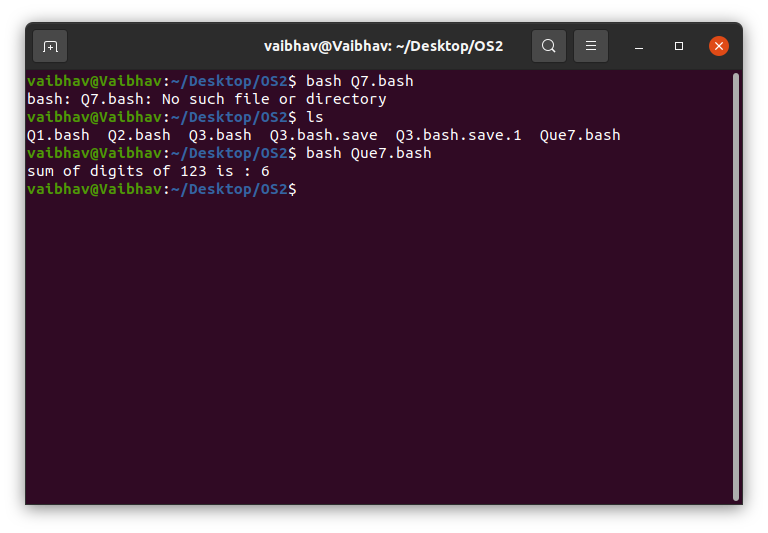 vaibhav@Vaibhav: ~/Desktop/OS2
vaibhav@Vaibhav:~/Desktop/OS2$ bash Q7.bash
bash: Q7.bash: No such file or directory
vaibhav@Vaibhav:~/Desktop/OS2$ ls
Q1.bash  Q2.bash  Q3.bash  Q3.bash.save  Q3.bash.save.1  Que7.bash
vaibhav@Vaibhav:~/Desktop/OS2$ bash Que7.bash
sum of digits of 123 is : 6
vaibhav@Vaibhav:~/Desktop/OS2$